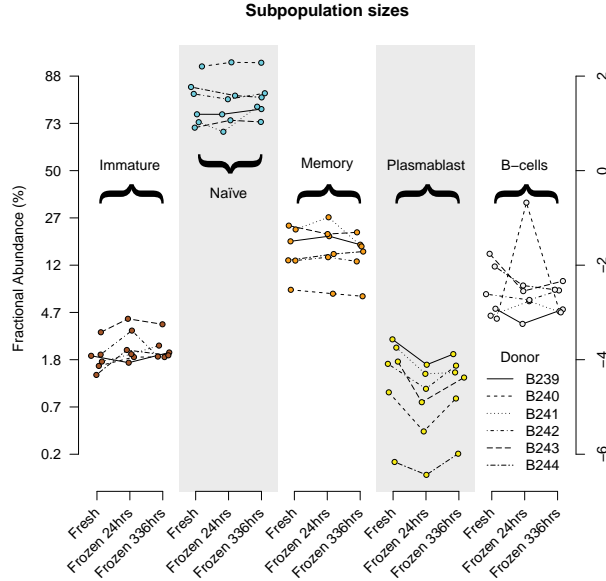 Subpopulation sizes
Fractional Abundance (%)
88
73
50
27
12
4.7
1.8
0.7
0.2
2
0
−2
−4
−6
Immature
Naïve
Memory
Plasmablast
B−cells
Donor
B239
B240
B241
B242
B243
B244
Fresh
Frozen 24hrs
Frozen 336hrs
Fresh
Frozen 24hrs
Frozen 336hrs
Fresh
Frozen 24hrs
Frozen 336hrs
Fresh
Frozen 24hrs
Frozen 336hrs
Fresh
Frozen 24hrs
Frozen 336hrs